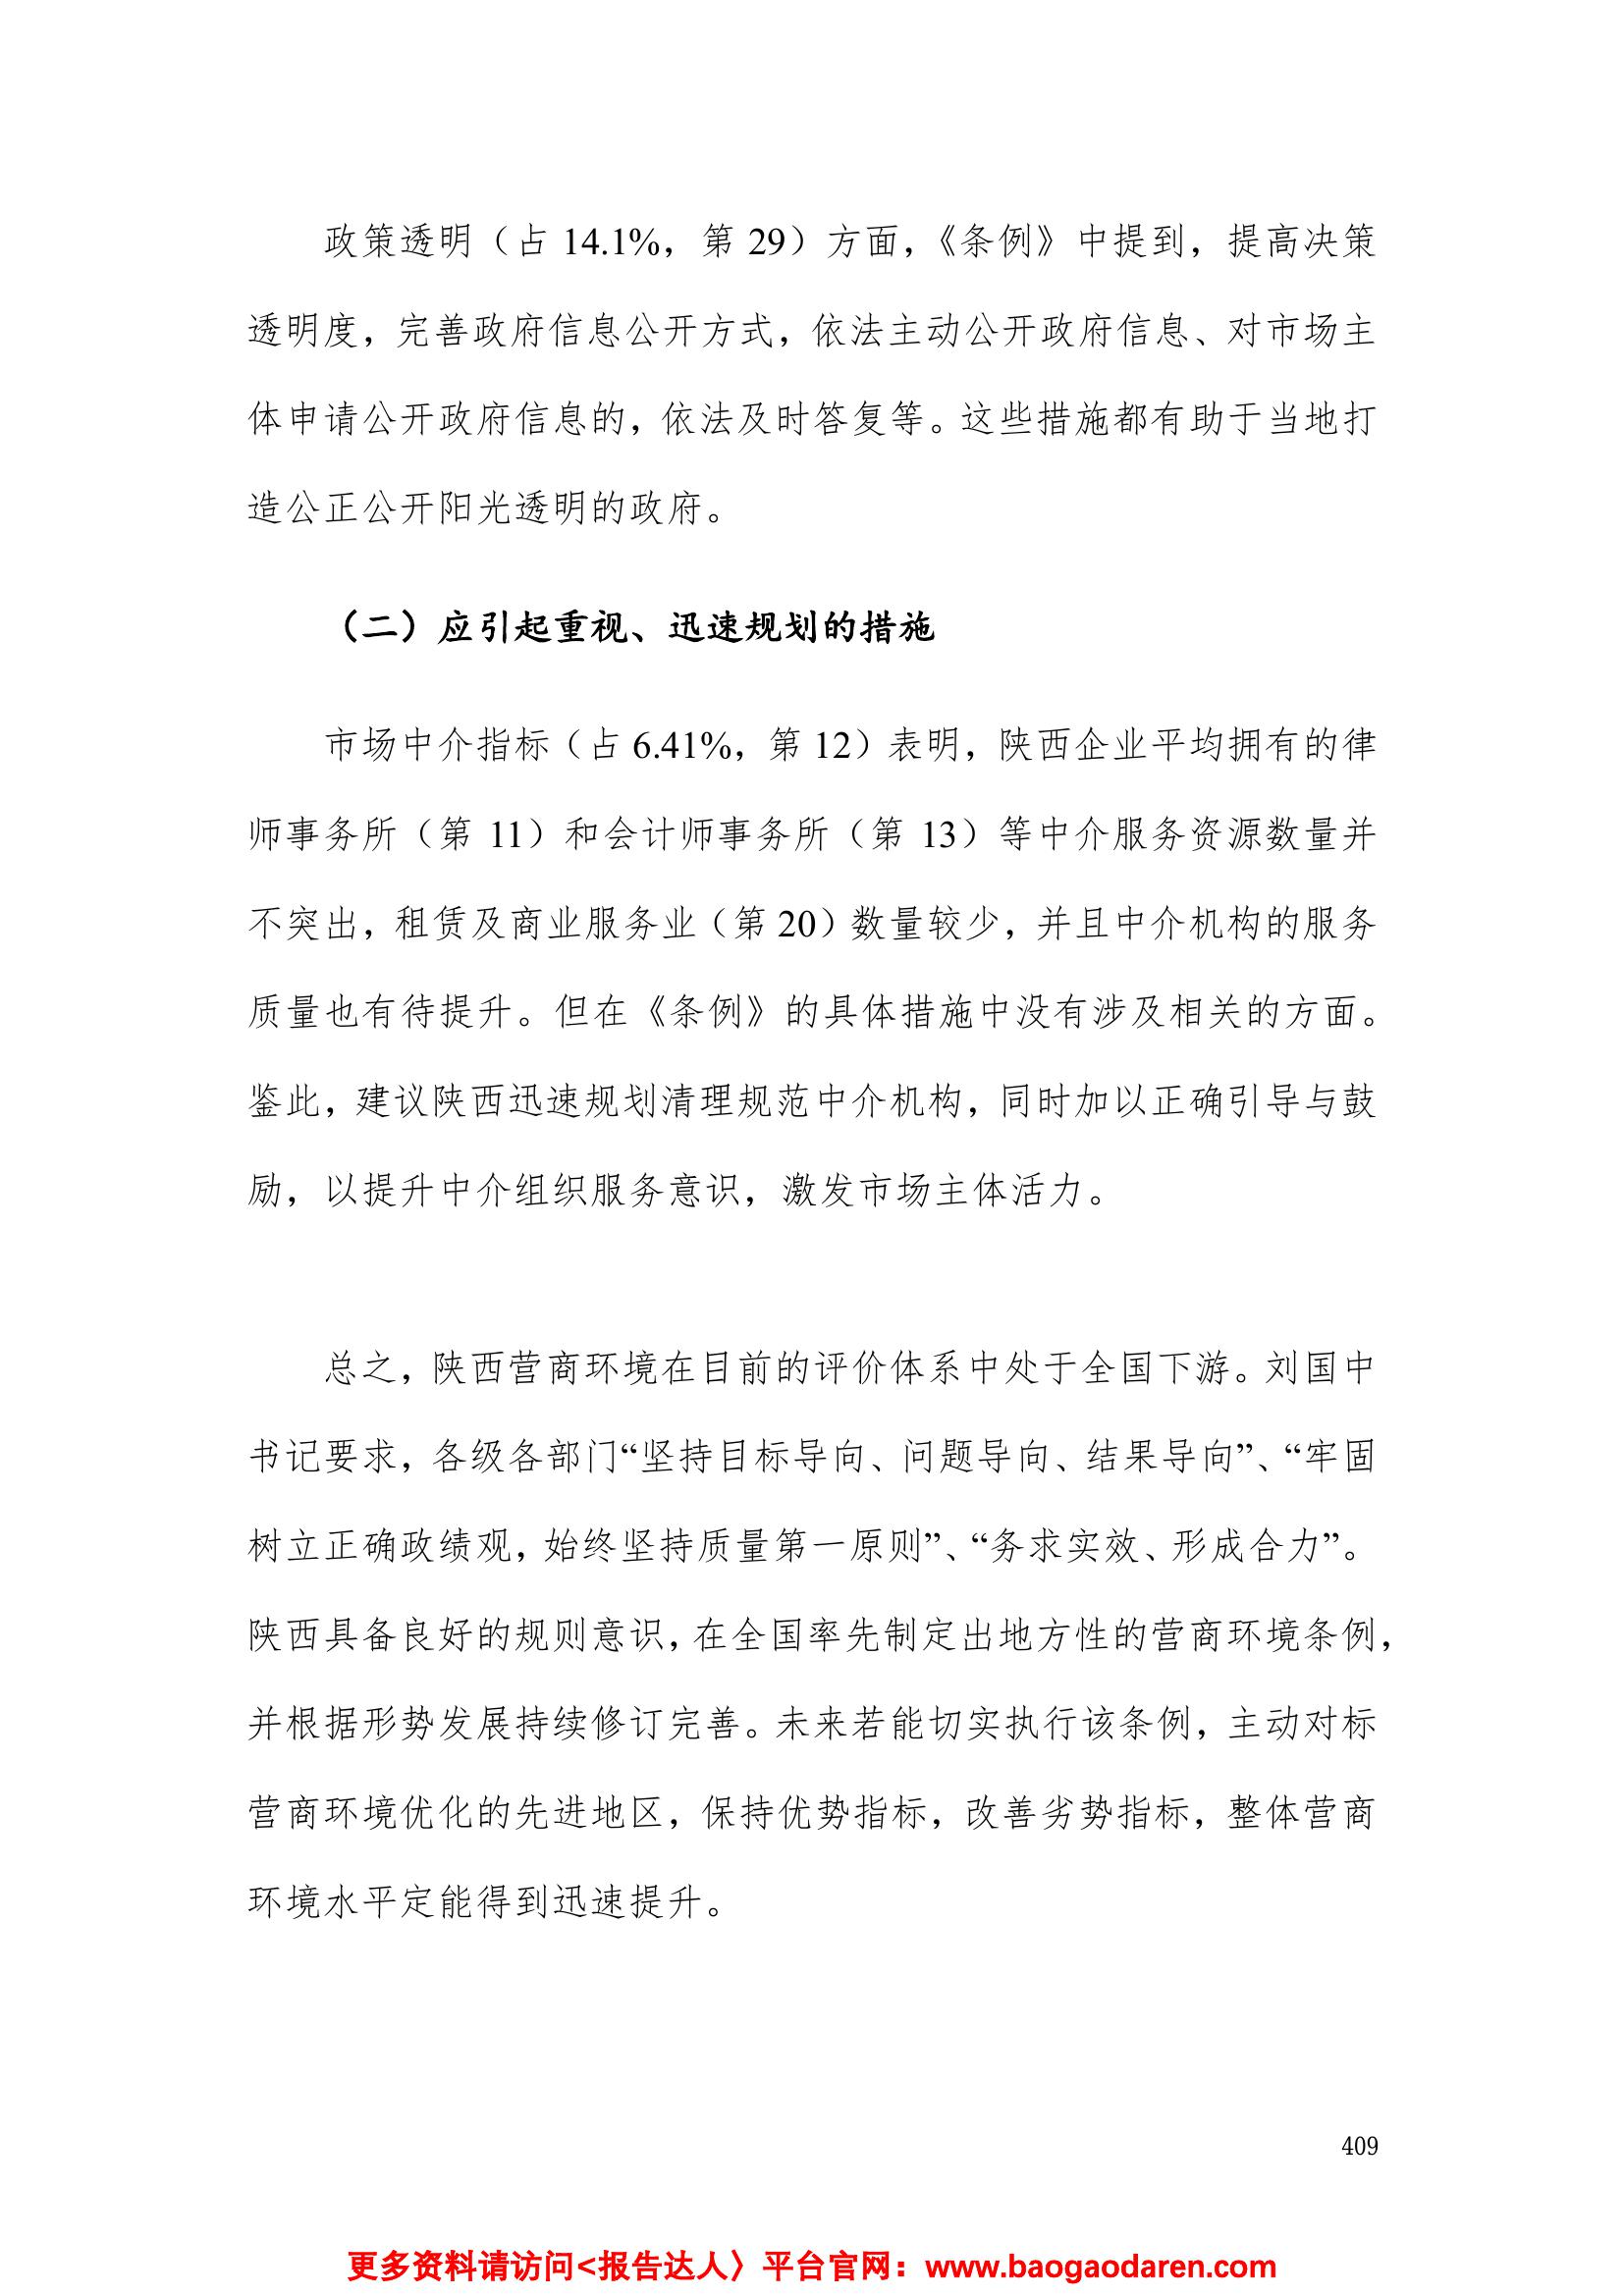 政策透明（占 14.1%，第 29）方面，《条例》中提到，提高决策
透明度，完善政府信息公开方式，依法主动公开政府信息、对市场主
体申请公开政府信息的，依法及时答复等。这些措施都有助于当地打
造公正公开阳光透明的政府。
（二）应引起重视、迅速规划的措施
市场中介指标（占 6.41%，第 12）表明，陕西企业平均拥有的律
师事务所（第 11）和会计师事务所（第 13）等中介服务资源数量并
不突出，租赁及商业服务业（第 20）数量较少，并且中介机构的服务
质量也有待提升。但在《条例》的具体措施中没有涉及相关的方面。
鉴此，建议陕西迅速规划清理规范中介机构，同时加以正确引导与鼓
励，以提升中介组织服务意识，激发市场主体活力。
总之，陕西营商环境在目前的评价体系中处于全国下游。刘国中
书记要求，各级各部门“坚持目标导向、问题导向、结果导向”、“牢固
树立正确政绩观，始终坚持质量第一原则”、“务求实效、形成合力”。
陕西具备良好的规则意识，在全国率先制定出地方性的营商环境条例，
并根据形势发展持续修订完善。未来若能切实执行该条例，主动对标
营商环境优化的先进地区，保持优势指标，改善劣势指标，整体营商
环境水平定能得到迅速提升。
409
更多资料请访问<报告达人〉平台官网：www.baogaodaren.com